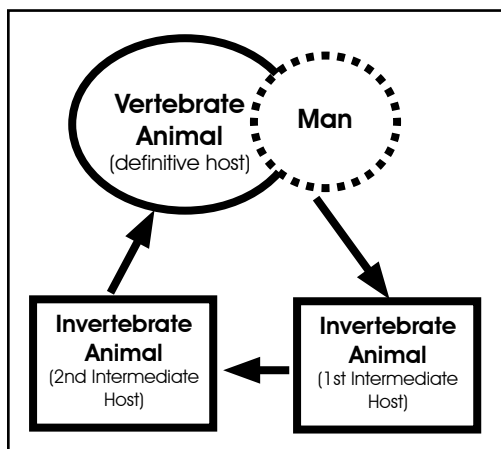 Vertebrate
Animal
(definitive host)
Man
Invertebrate
Animal
(2nd Intermediate
Host)
Invertebrate
Animal
(1st Intermediate
Host)